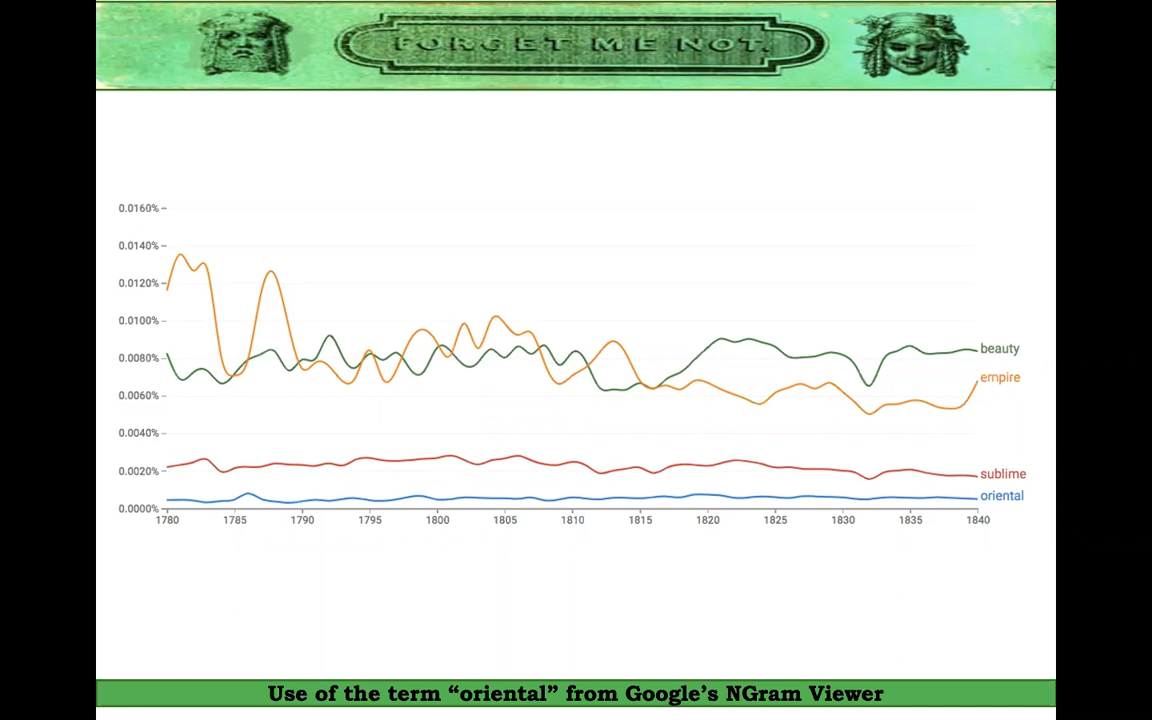 FORGET ME NOT.
0.0160%
0.0140%
0.0120%
0.0100%
0.0080%
0.0060%
0.0040%
0.0020%
0.0000%
beauty
empire
sublime
oriental
1780 1785 1790 1795 1800 1805 1810 1815 1820 1825 1830 1835 1840
Use of the term “oriental” from Google’s NGram Viewer